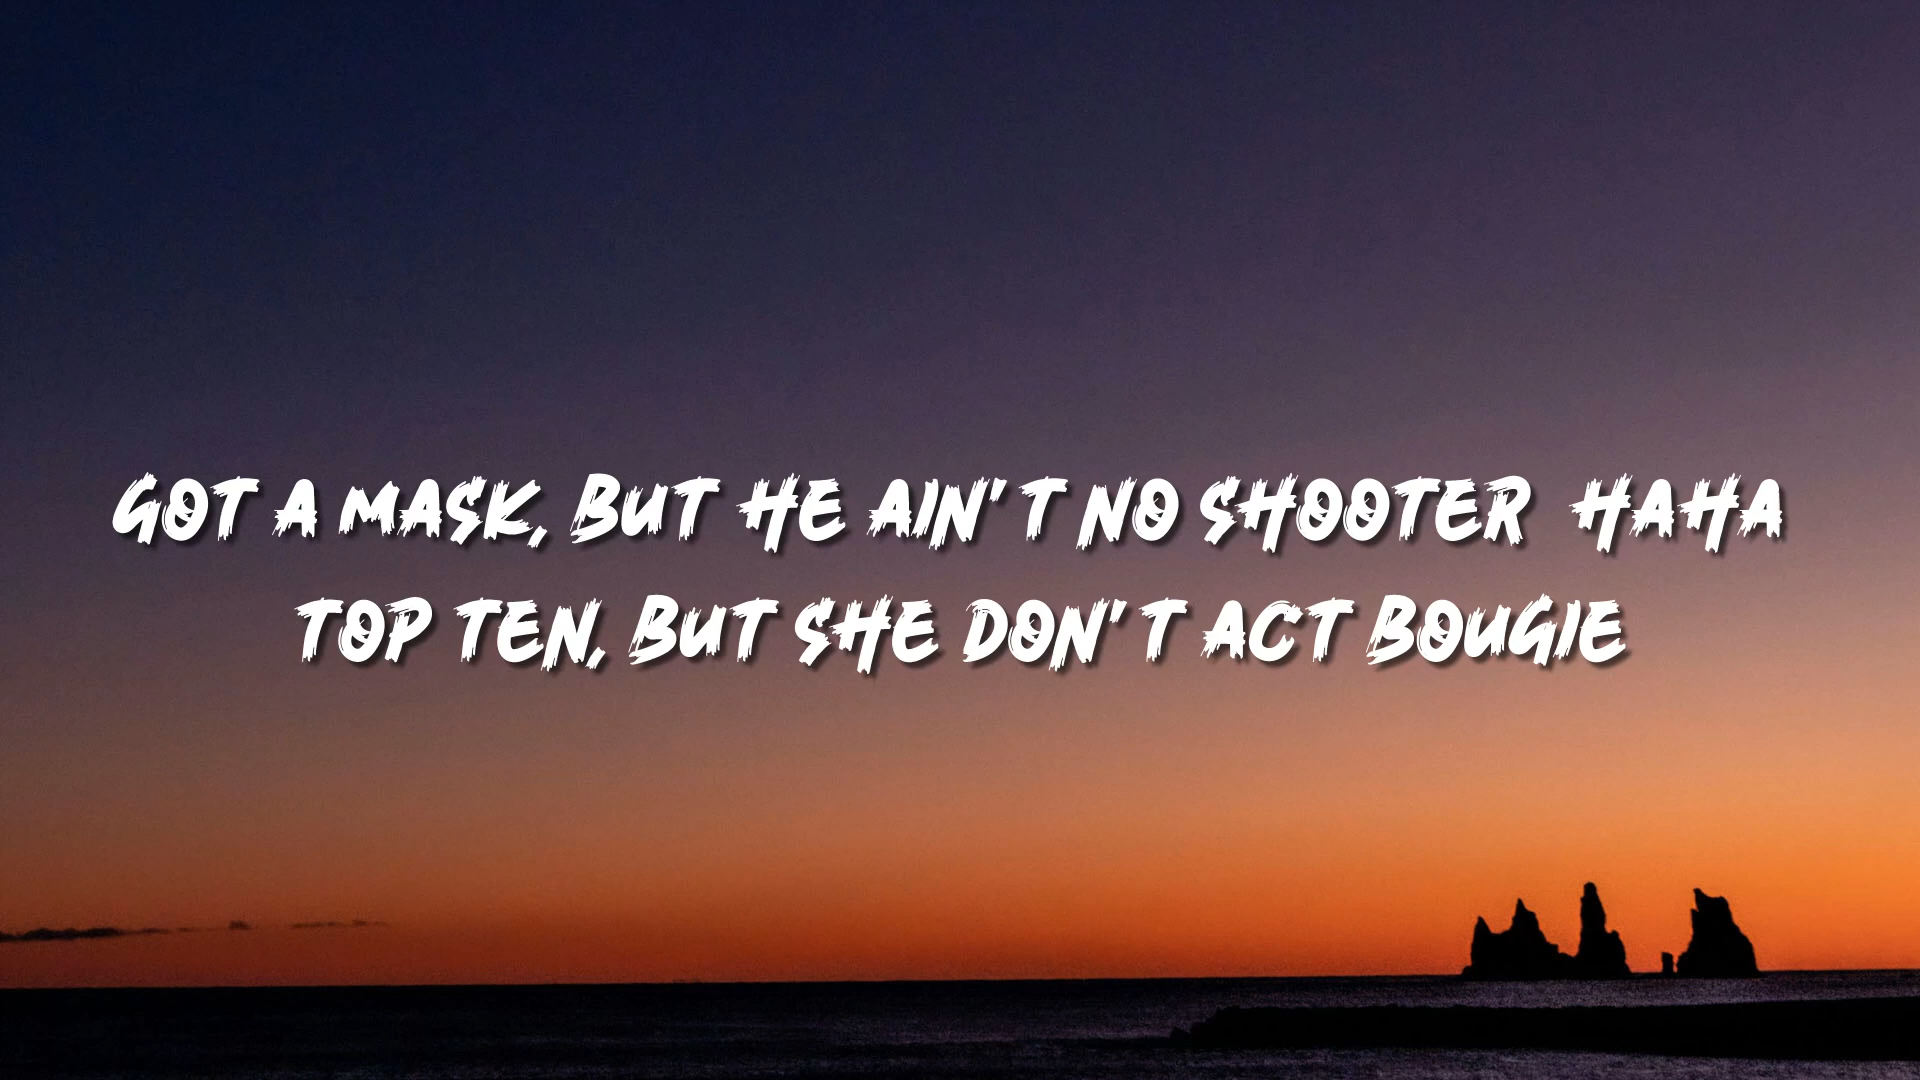 GOT A MASK, BUT HE AIN'T NO SHOOTER HAHA
TOP TEN, BUT SHE DON'T ACT BOUGIE